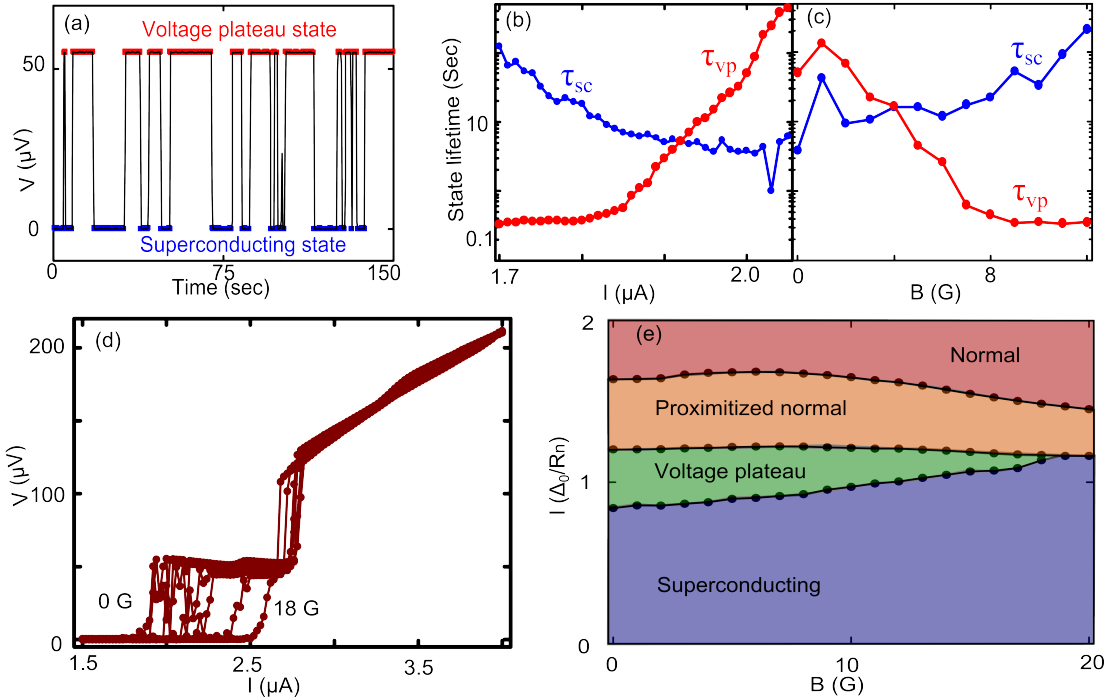 (a)
Voltage plateau state
50
V (µV)
0
Superconducting state
0
75
150
Time (sec)
(b)
τsc
τvp
State lifetime (Sec)
10
0.1
1.7
2.0
I (µA)
(c)
τsc
τvp
0
8
B (G)
(d)
200
V (µV)
100
0
0 G
18 G
1.5
2.5
3.5
I (µA)
(e)
2
Normal
Proximitized normal
I (Δ0/Rn)
1
Voltage plateau
Superconducting
0
0
10
20
B (G)